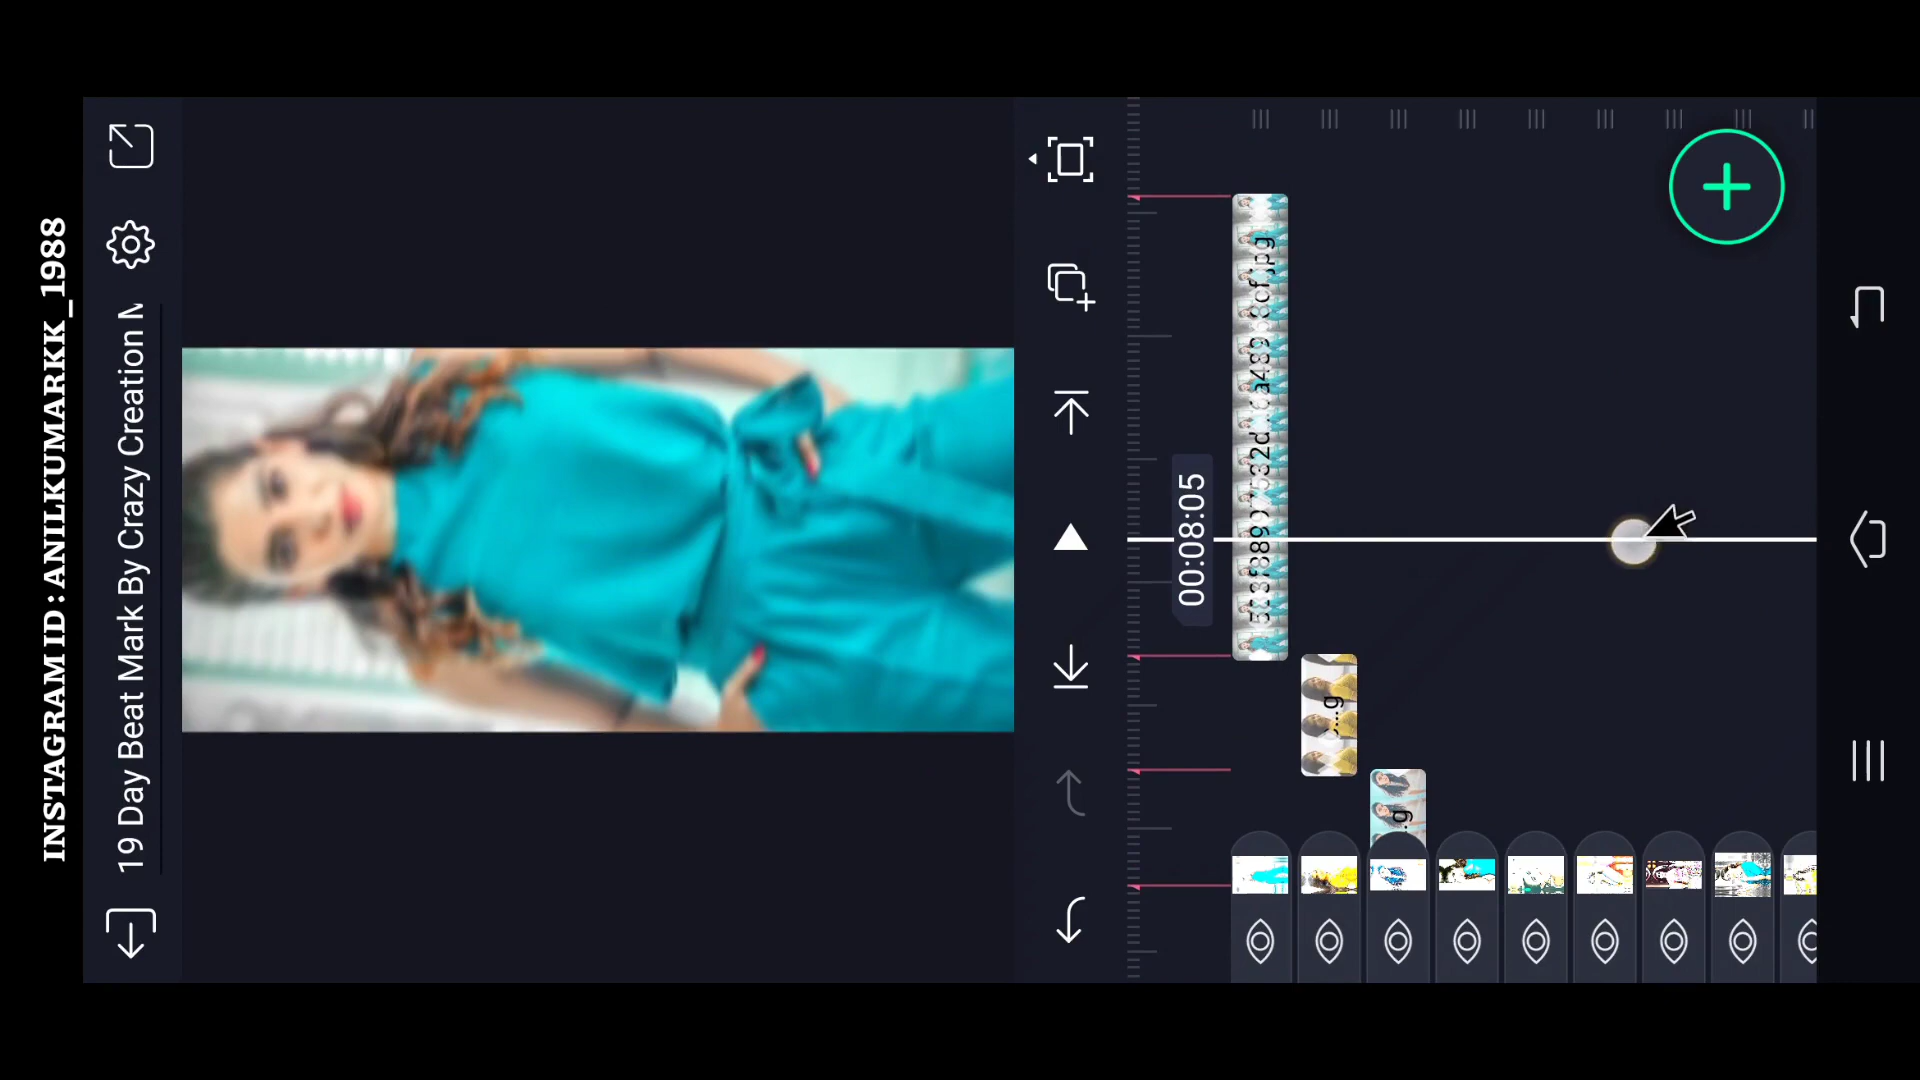 INSTAGRAM ID : ANILKUMARKK_1988
19 Day Beat Mark By Crazy Creation
00:08:05
...g
.g